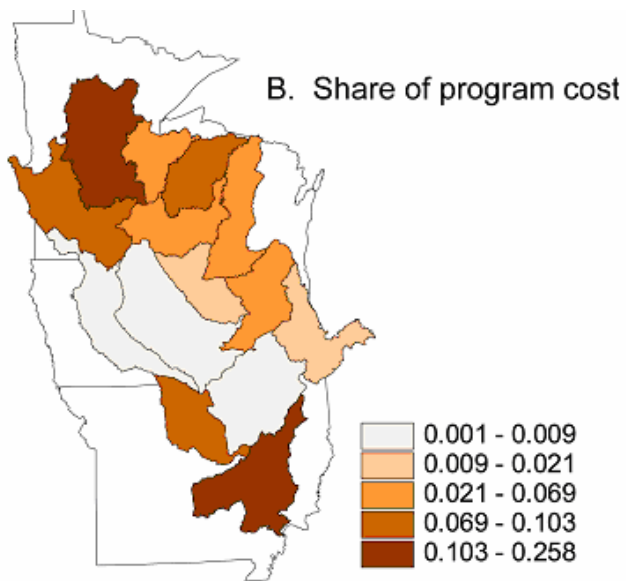 B. Share of program cost
0.001 - 0.009
0.009 - 0.021
0.021 - 0.069
0.069 - 0.103
0.103 - 0.258